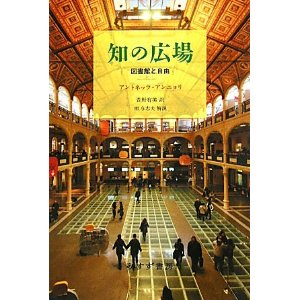 知の広場
図書館と自由
アントネッラ・アンニョリ
萱野有美 訳
柳与志夫 解説
みすず書房